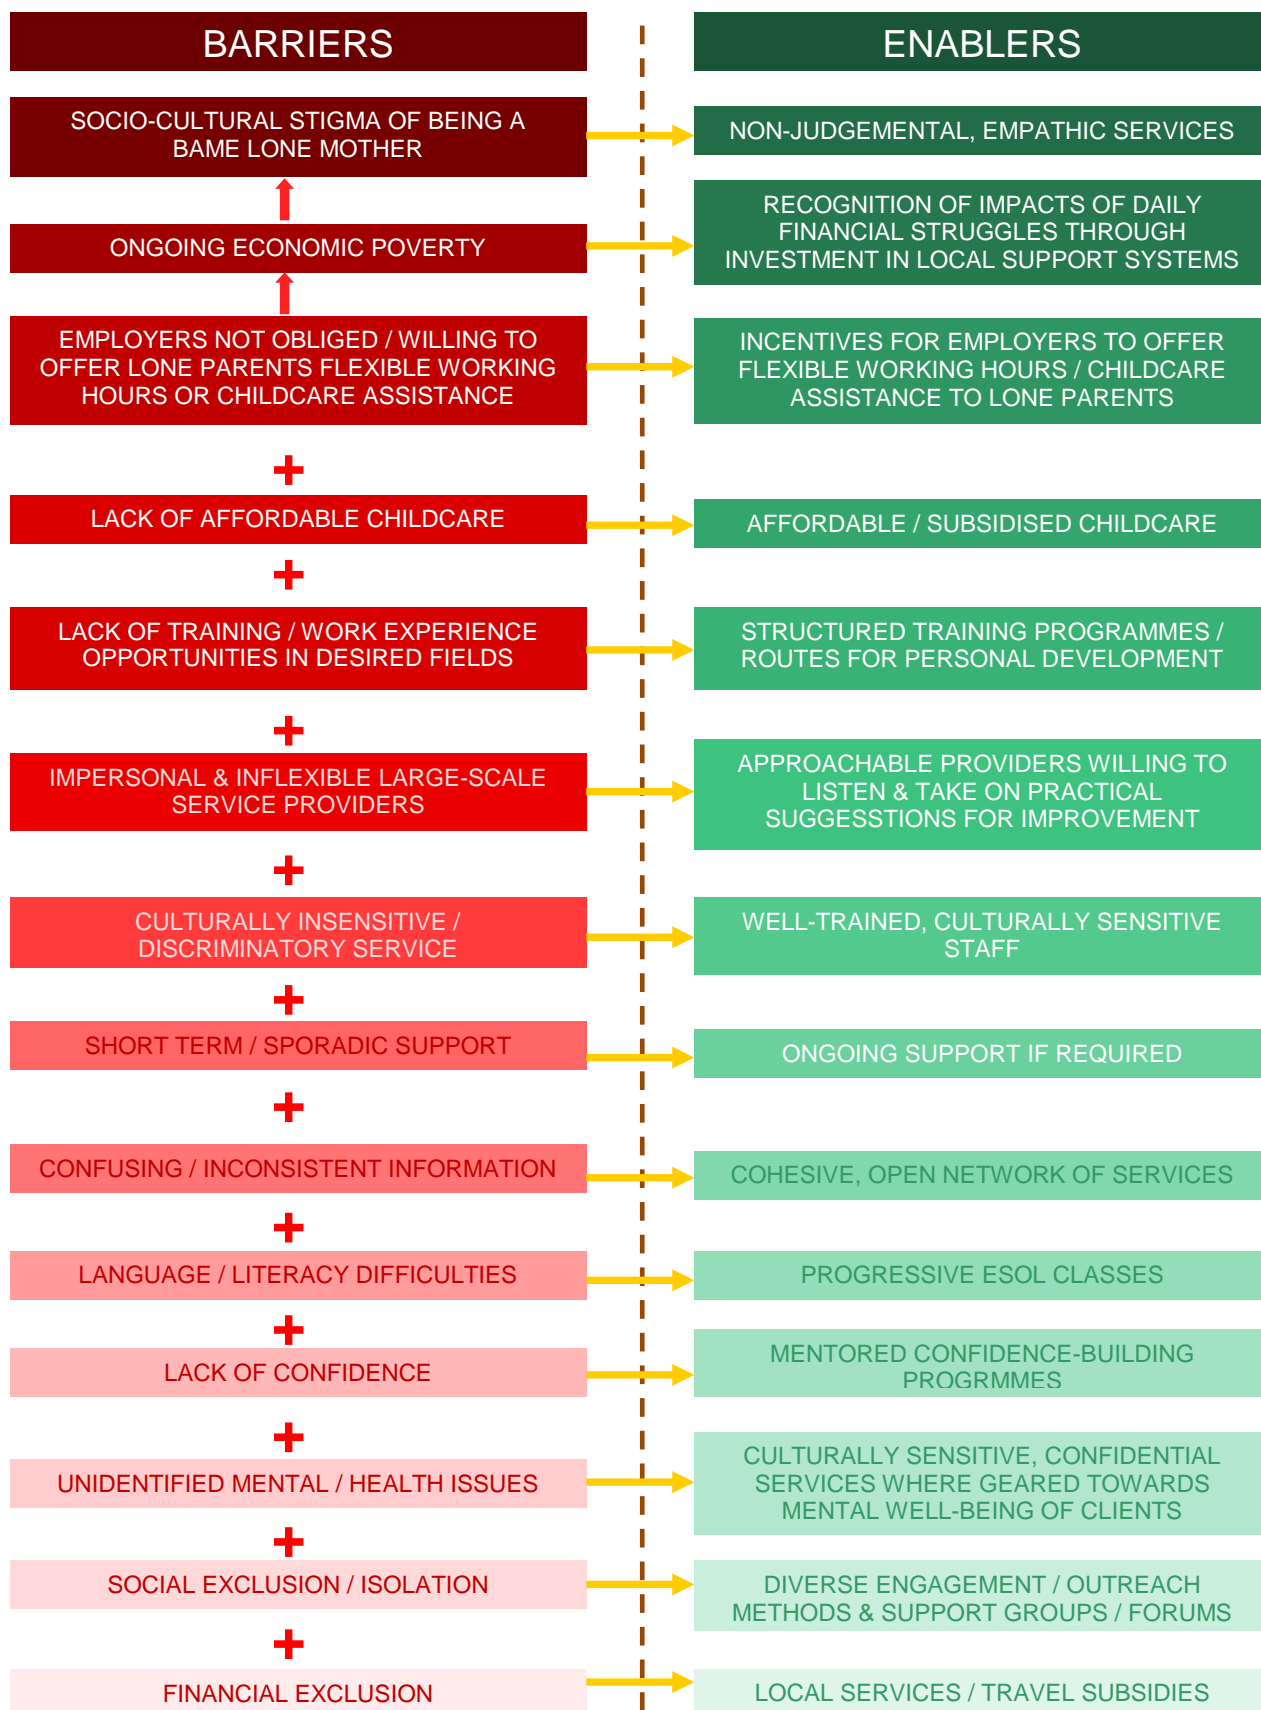 BARRIERS
ENABLERS
SOCIO-CULTURAL STIGMA OF BEING A
BAME LONE MOTHER
NON-JUDGEMENTAL, EMPATHIC SERVICES
ONGOING ECONOMIC POVERTY
RECOGNITION OF IMPACTS OF DAILY
FINANCIAL STRUGGLES THROUGH
INVESTMENT IN LOCAL SUPPORT SYSTEMS
EMPLOYERS NOT OBLIGED / WILLING TO
OFFER LONE PARENTS FLEXIBLE WORKING
HOURS OR CHILDCARE ASSISTANCE
INCENTIVES FOR EMPLOYERS TO OFFER
FLEXIBLE WORKING HOURS / CHILDCARE
ASSISTANCE TO LONE PARENTS
+
LACK OF AFFORDABLE CHILDCARE
AFFORDABLE / SUBSIDISED CHILDCARE
+
LACK OF TRAINING / WORK EXPERIENCE
OPPORTUNITIES IN DESIRED FIELDS
STRUCTURED TRAINING PROGRAMMES /
ROUTES FOR PERSONAL DEVELOPMENT
+
IMPERSONAL & INFLEXIBLE LARGE-SCALE
SERVICE PROVIDERS
APPROACHABLE PROVIDERS WILLING TO
LISTEN & TAKE ON PRACTICAL
SUGGESSTIONS FOR IMPROVEMENT
+
CULTURALLY INSENSITIVE /
DISCRIMINATORY SERVICE
WELL-TRAINED, CULTURALLY SENSITIVE
STAFF
+
SHORT TERM / SPORADIC SUPPORT
ONGOING SUPPORT IF REQUIRED
+
CONFUSING / INCONSISTENT INFORMATION
COHESIVE, OPEN NETWORK OF SERVICES
+
LANGUAGE / LITERACY DIFFICULTIES
PROGRESSIVE ESOL CLASSES
+
LACK OF CONFIDENCE
MENTORED CONFIDENCE-BUILDING
PROGRMMES
+
UNIDENTIFIED MENTAL / HEALTH ISSUES
CULTURALLY SENSITIVE, CONFIDENTIAL
SERVICES WHERE GEARED TOWARDS
MENTAL WELL-BEING OF CLIENTS
+
SOCIAL EXCLUSION / ISOLATION
DIVERSE ENGAGEMENT / OUTREACH
METHODS & SUPPORT GROUPS / FORUMS
+
FINANCIAL EXCLUSION
LOCAL SERVICES / TRAVEL SUBSIDIES